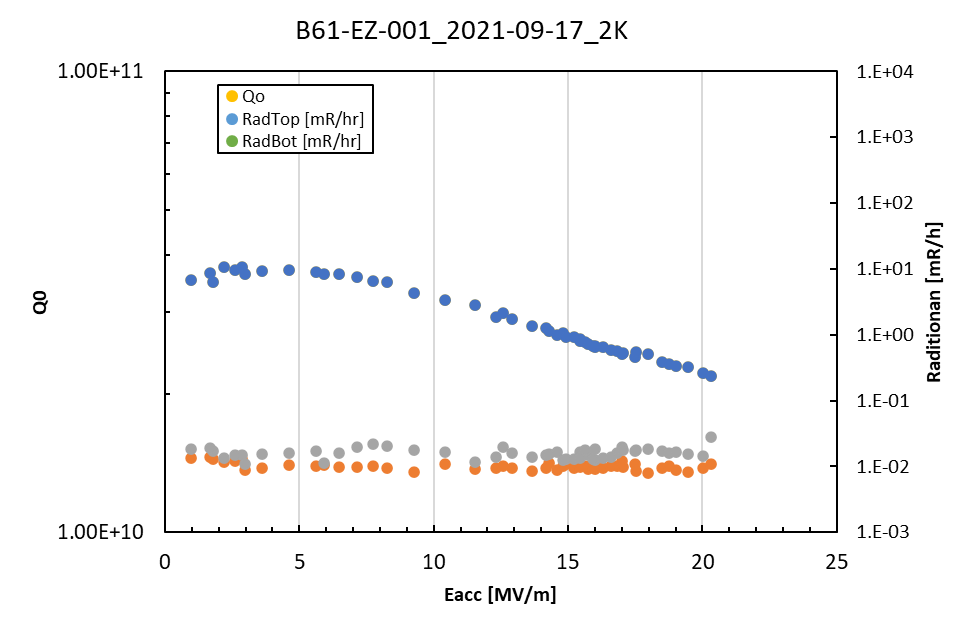 B61-EZ-001_2021-09-17_2K
1.00E+11
1.00E+10
Q0
Qo
RadTop [mR/hr]
RadBot [mR/hr]
1.E+04
1.E+03
1.E+02
1.E+01
1.E+00
1.E-01
1.E-02
1.E-03
Raditionan [mR/h]
0 5 10 15 20 25
Eacc [MV/m]